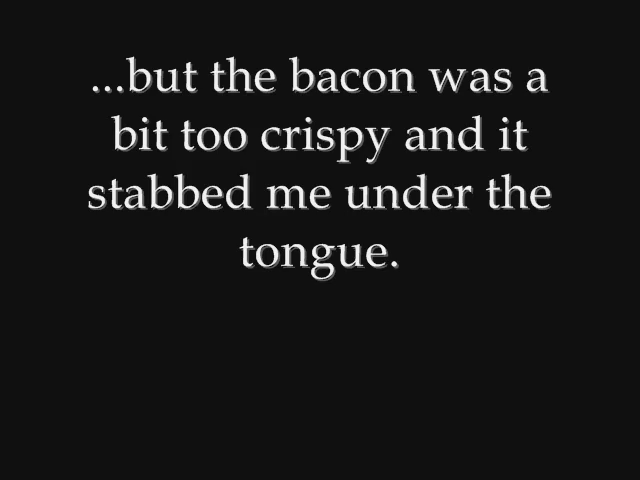 ...but the bacon was a
bit too crispy and it
stabbed me under the
tongue.